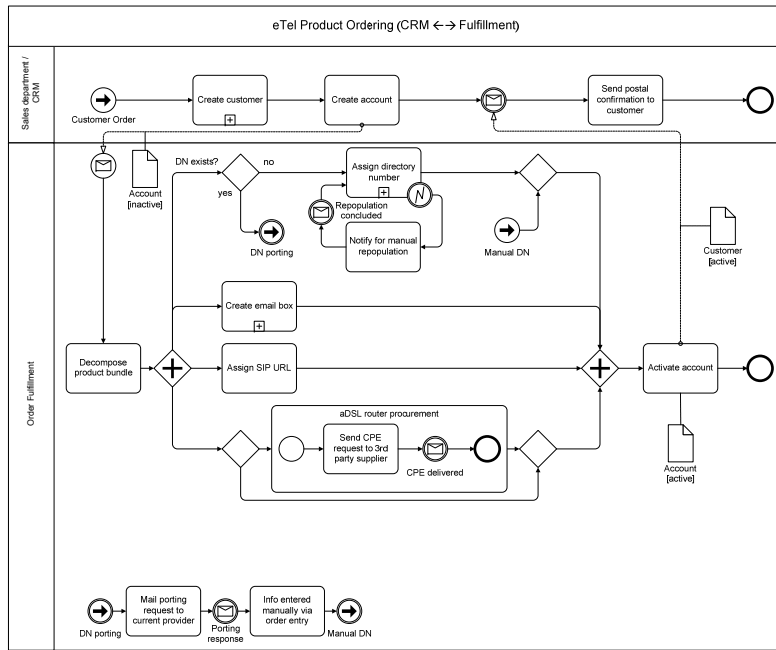 eTel Product Ordering (CRM ←→ Fulfillment)
Sales department /
CRM
Customer Order
Create customer
Create account
Send postal
confirmation to
customer
Order Fulfillment
Account
[inactive]
DN exists?
no
yes
DN porting
Assign directory
number
Repopulation
concluded
Notify for manual
repopulation
Manual DN
Customer
[active]
Create email box
Decompose
product bundle
Assign SIP URL
Activate account
aDSL router procurement
Send CPE
request to 3rd
party supplier
CPE delivered
Account
[active]
DN porting
Mail porting
request to
current provider
Porting
response
Info entered
manually via
order entry
Manual DN